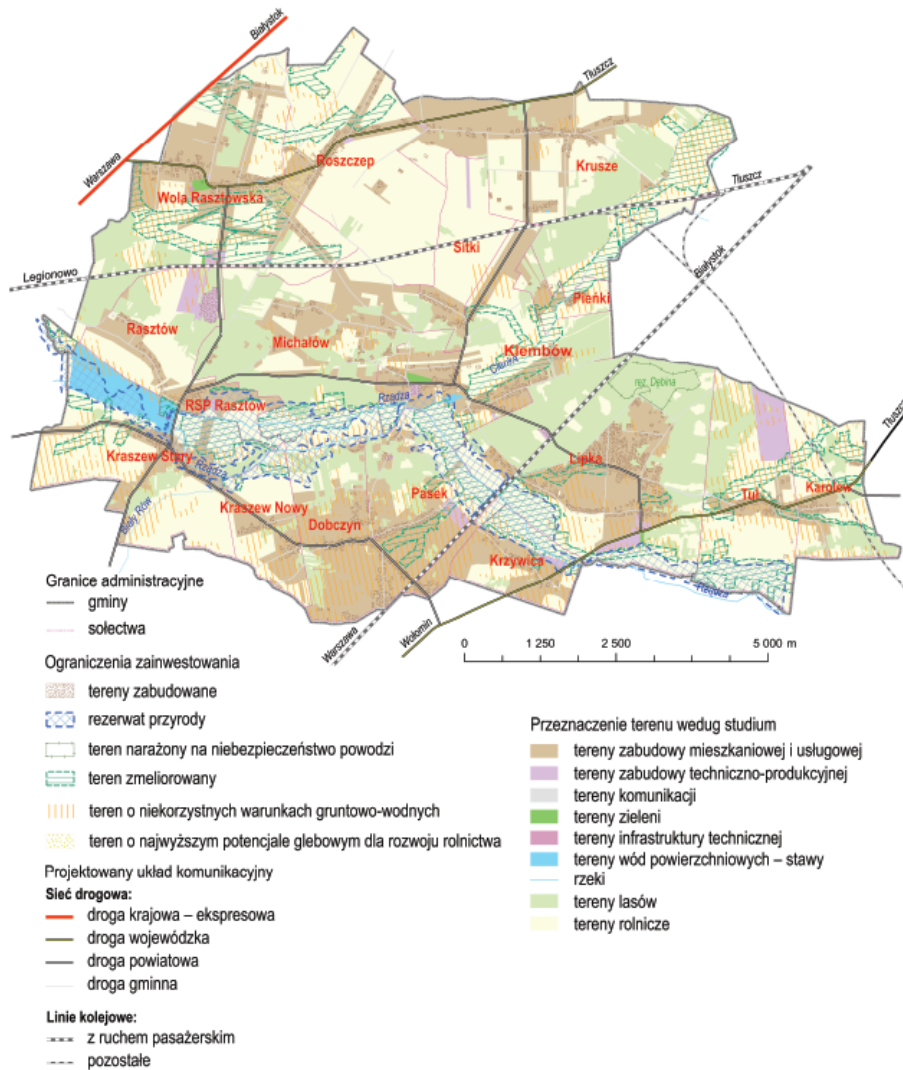 Białystok
Tłuszcz
Roszczep
Krusze
Warszawa
Tłuszcz
Wola Rasztowska
Sitki
Białystok
Legionowo
Pieńki
Rasztów
Michałów
Klembów
Cienka
rez. Dębina
Rządza
RSP Rasztów
Tłuszcz
Kraszew Stary
Rządza
Lipka
Pasek
Tuł
Karolew
Kraszew Nowy
Biały Rów
Dobczyn
Krzywica
Rządza
Warszawa
Wołomin
0 1 250 2 500 5 000 m
Granice administracyjne
gminy
sołectwa
Ograniczenia zainwestowania
tereny zabudowane
rezerwat przyrody
teren narażony na niebezpieczeństwo powodzi
teren zmeliorowany
teren o niekorzystnych warunkach gruntowo-wodnych
teren o najwyższym potencjale glebowym dla rozwoju rolnictwa
Projektowany układ komunikacyjny
Sieć drogowa:
droga krajowa – ekspresowa
droga wojewódzka
droga powiatowa
droga gminna
Linie kolejowe:
z ruchem pasażerskim
pozostałe
Przeznaczenie terenu wedug studium
tereny zabudowy mieszkaniowej i usługowej
tereny zabudowy techniczno-produkcyjnej
tereny komunikacji
tereny zieleni
tereny infrastruktury technicznej
tereny wód powierzchniowych – stawy
rzeki
tereny lasów
tereny rolnicze